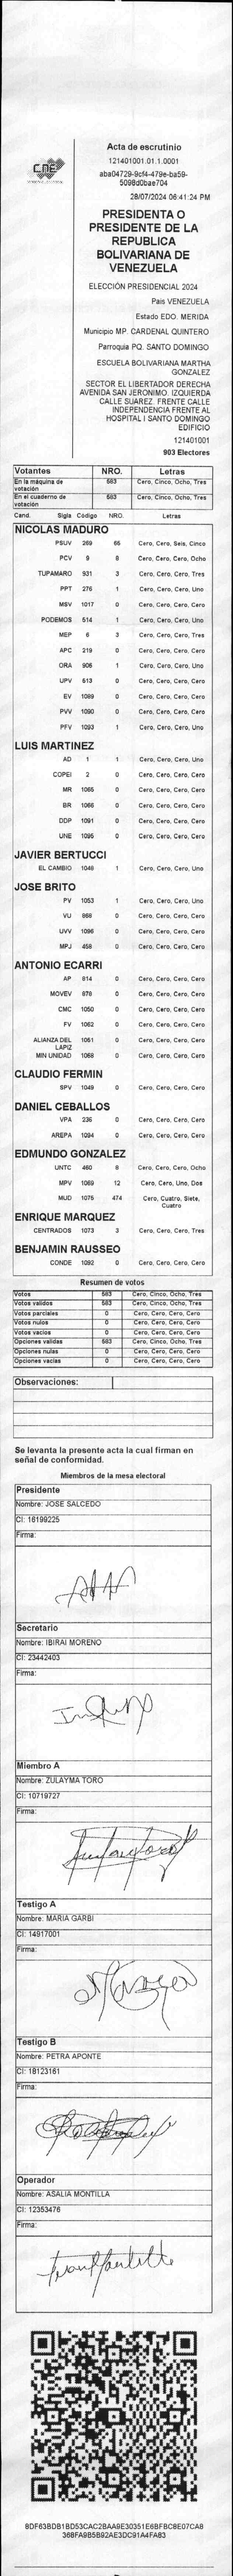 CNE
Acta de escrutinio
121401001.01.1.0001
aba04729-9cf4-479e-ba59-
5098d0bae704
28/07/2024 06:41:24 PM
PRESIDENTA O
PRESIDENTE DE LA
REPUBLICA
BOLIVARIANA DE
VENEZUELA
ELECCIÓN PRESIDENCIAL 2024
Pais VENEZUELA
Estado EDO. MERIDA
Municipio MP. CARDENAL QUINTERO
Parroquia PQ. SANTO DOMINGO
ESCUELA BOLIVARIANA MARTHA
GONZALEZ
SECTOR EL LIBERTADOR DERECHA
AVENIDA SAN JERONIMO. IZQUIERDA
CALLE SUAREZ. FRENTE CALLE
INDEPENDENCIA FRENTE AL
HOSPITAL I SANTO DOMINGO
EDIFICIO
121401001
903 Electores
Votantes NRO. Letras
En la máquina de votación 583 Cero, Cinco, Ocho, Tres
En el cuaderno de votación 583 Cero, Cinco, Ocho, Tres
Cand. Sigla Código NRO. Letras
NICOLAS MADURO
PSUV 269 65 Cero, Cero, Seis, Cinco
PCV 9 8 Cero, Cero, Cero, Ocho
TUPAMARO 931 3 Cero, Cero, Cero, Tres
PPT 276 1 Cero, Cero, Cero, Uno
MSV 1017 0 Cero, Cero, Cero, Cero
PODEMOS 514 1 Cero, Cero, Cero, Uno
MEP 6 3 Cero, Cero, Cero, Tres
APC 219 0 Cero, Cero, Cero, Cero
ORA 906 1 Cero, Cero, Cero, Uno
UPV 513 0 Cero, Cero, Cero, Cero
EV 1089 0 Cero, Cero, Cero, Cero
PVV 1090 0 Cero, Cero, Cero, Cero
PFV 1093 1 Cero, Cero, Cero, Uno
LUIS MARTINEZ
AD 1 1 Cero, Cero, Cero, Uno
COPEI 2 0 Cero, Cero, Cero, Cero
MR 1065 0 Cero, Cero, Cero, Cero
BR 1066 0 Cero, Cero, Cero, Cero
DDP 1091 0 Cero, Cero, Cero, Cero
UNE 1095 0 Cero, Cero, Cero, Cero
JAVIER BERTUCCI
EL CAMBIO 1048 1 Cero, Cero, Cero, Uno
JOSE BRITO
PV 1053 1 Cero, Cero, Cero, Uno
VU 868 0 Cero, Cero, Cero, Cero
UVV 1096 0 Cero, Cero, Cero, Cero
MPJ 458 0 Cero, Cero, Cero, Cero
ANTONIO ECARRI
AP 814 0 Cero, Cero, Cero, Cero
MOVEV 878 0 Cero, Cero, Cero, Cero
CMC 1050 0 Cero, Cero, Cero, Cero
FV 1062 0 Cero, Cero, Cero, Cero
ALIANZA DEL LAPIZ 1051 0 Cero, Cero, Cero, Cero
MIN UNIDAD 1068 0 Cero, Cero, Cero, Cero
CLAUDIO FERMIN
SPV 1049 0 Cero, Cero, Cero, Cero
DANIEL CEBALLOS
VPA 236 0 Cero, Cero, Cero, Cero
AREPA 1094 0 Cero, Cero, Cero, Cero
EDMUNDO GONZALEZ
UNTC 460 8 Cero, Cero, Cero, Ocho
MPV 1069 12 Cero, Cero, Uno, Dos
MUD 1075 474 Cero, Cuatro, Siete,
Cuatro
ENRIQUE MARQUEZ
CENTRADOS 1073 3 Cero, Cero, Cero, Tres
BENJAMIN RAUSSEO
CONDE 1092 0 Cero, Cero, Cero, Cero
Resumen de votos
Votos 583 Cero, Cinco, Ocho, Tres
Votos validos 583 Cero, Cinco, Ocho, Tres
Votos parciales 0 Cero, Cero, Cero, Cero
Votos nulos 0 Cero, Cero, Cero, Cero
Votos vacios 0 Cero, Cero, Cero, Cero
Opciones validas 583 Cero, Cinco, Ocho, Tres
Opciones nulas 0 Cero, Cero, Cero, Cero
Opciones vacias 0 Cero, Cero, Cero, Cero
Observaciones:
Se levanta la presente acta la cual firman en
señal de conformidad.
Miembros de la mesa electoral
Presidente
Nombre: JOSE SALCEDO
CI: 16199225
Firma:
Secretario
Nombre: IBIRAI MORENO
CI: 23442403
Firma:
Miembro A
Nombre: ZULAYMA TORO
CI: 10719727
Firma:
Testigo A
Nombre: MARIA GARBI
CI: 14917001
Firma:
Testigo B
Nombre: PETRA APONTE
CI: 18123161
Firma:
Operador
Nombre: ASALIA MONTILLA
CI: 12353476
Firma:
8DF63BDB1BD53CAC2BAA9E30351E6BFBC8E07CA8
368FA9B5B92AE3DC91A4FA83